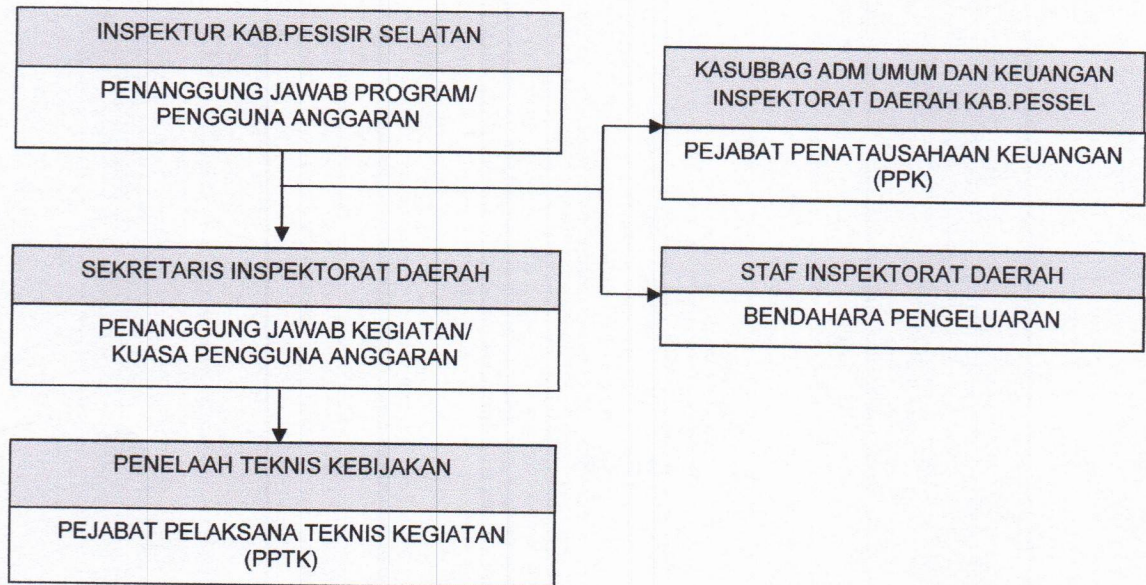 INSPEKTUR KAB.PESISIR SELATAN
PENANGGUNG JAWAB PROGRAM/
PENGGUNA ANGGARAN
KASUBBAG ADM UMUM DAN KEUANGAN
INSPEKTORAT DAERAH KAB.PESSEL
PEJABAT PENATAUSAHAAN KEUANGAN
(PPK)
SEKRETARIS INSPEKTORAT DAERAH
PENANGGUNG JAWAB KEGIATAN/
KUASA PENGGUNA ANGGARAN
STAF INSPEKTORAT DAERAH
BENDAHARA PENGELUARAN
PENELAAH TEKNIS KEBIJAKAN
PEJABAT PELAKSANA TEKNIS KEGIATAN
(PPTK)